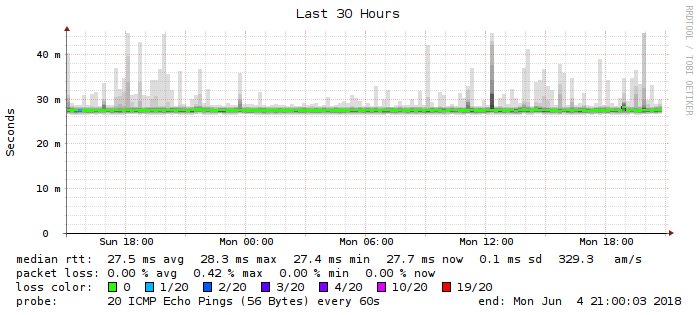 Last 30 Hours
RRDTOOL / TOBI OETIKER
Seconds
40 m
30 m
20 m
10 m
0
Sun 18:00 Mon 00:00 Mon 06:00 Mon 12:00 Mon 18:00
median rtt: 27.5 ms avg 28.3 ms max 27.4 ms min 27.7 ms now 0.1 ms sd 329.3 am/s
packet loss: 0.00 % avg 0.42 % max 0.00 % min 0.00 % now
loss color: 0 1/20 2/20 3/20 4/20 10/20 19/20
probe: 20 ICMP Echo Pings (56 Bytes) every 60s end: Mon Jun 4 21:00:03 2018